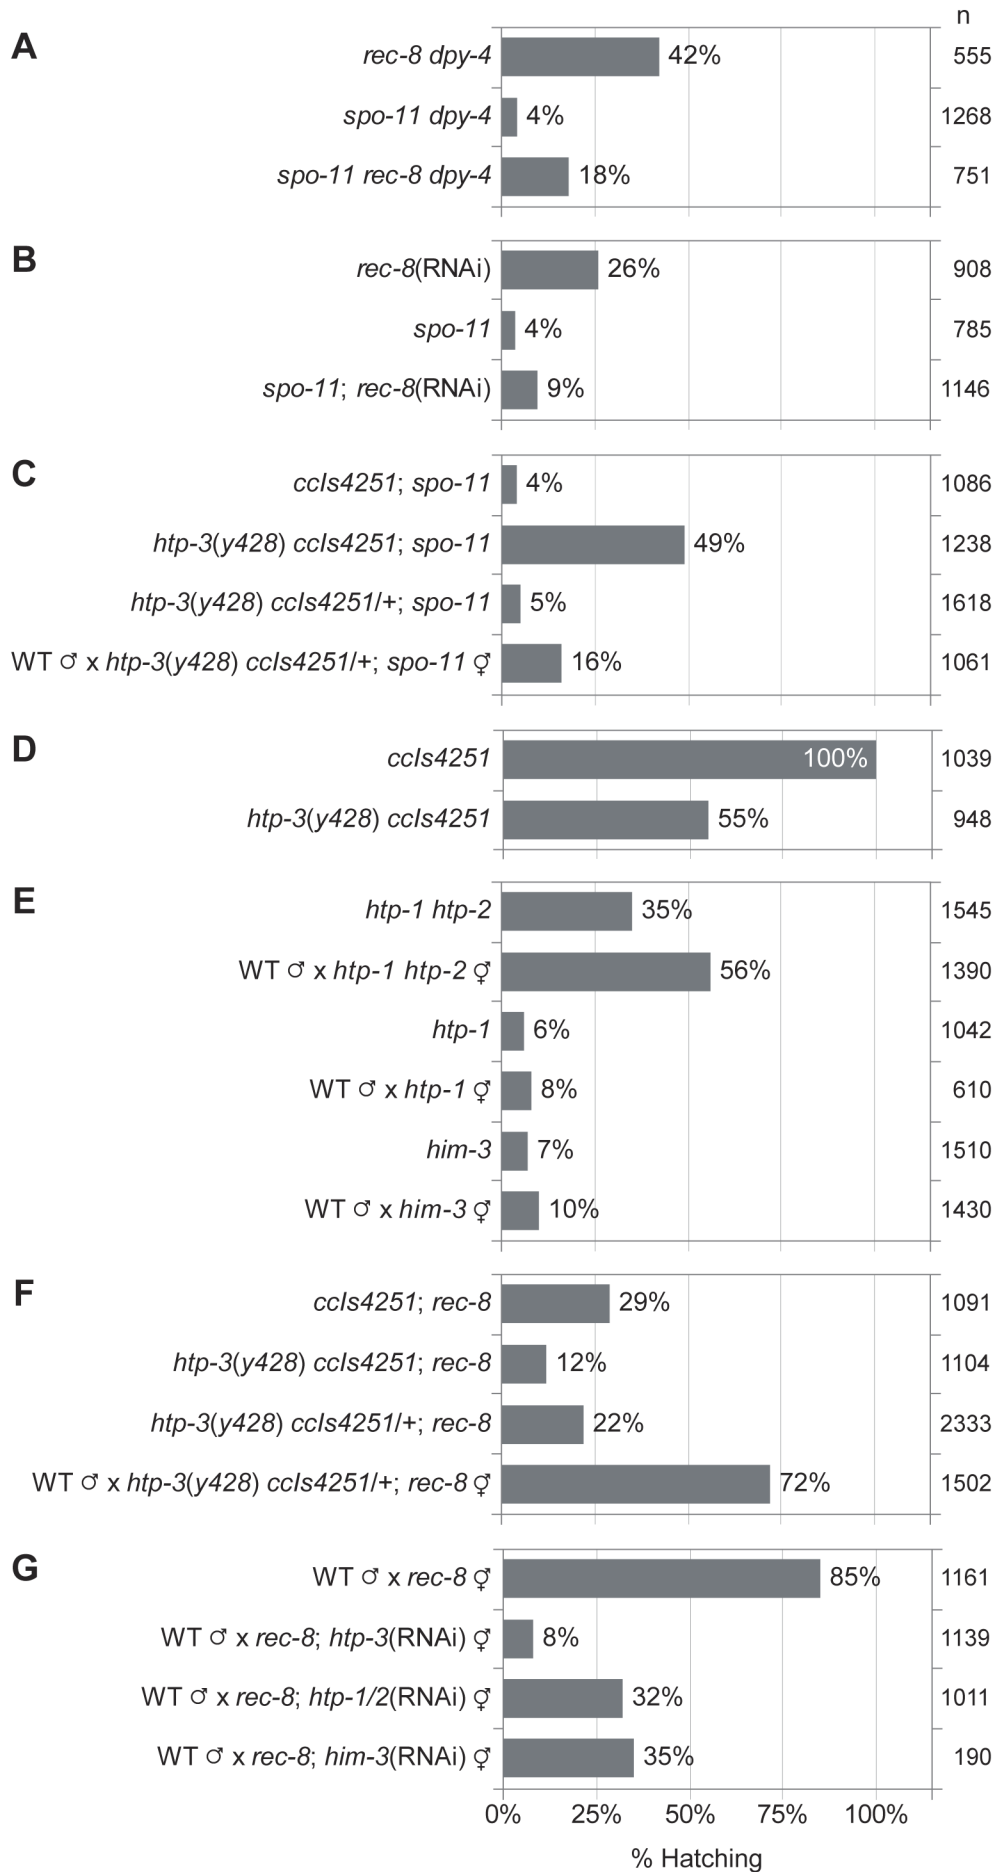 n
A
rec-8 dpy-4 42% 555
spo-11 dpy-4 4% 1268
spo-11 rec-8 dpy-4 18% 751
B
rec-8(RNAi) 26% 908
spo-11 4% 785
spo-11; rec-8(RNAi) 9% 1146
C
ccIs4251; spo-11 4% 1086
htp-3(y428) ccIs4251; spo-11 49% 1238
htp-3(y428) ccIs4251/+; spo-11 5% 1618
WT ♂ x htp-3(y428) ccIs4251/+; spo-11 ⚥ 16% 1061
D
ccIs4251 100% 1039
htp-3(y428) ccIs4251 55% 948
E
htp-1 htp-2 35% 1545
WT ♂ x htp-1 htp-2 ⚥ 56% 1390
htp-1 6% 1042
WT ♂ x htp-1 ⚥ 8% 610
him-3 7% 1510
WT ♂ x him-3 ⚥ 10% 1430
F
ccIs4251; rec-8 29% 1091
htp-3(y428) ccIs4251; rec-8 12% 1104
htp-3(y428) ccIs4251/+; rec-8 22% 2333
WT ♂ x htp-3(y428) ccIs4251/+; rec-8 ⚥ 72% 1502
G
WT ♂ x rec-8 ⚥ 85% 1161
WT ♂ x rec-8; htp-3(RNAi) ⚥ 8% 1139
WT ♂ x rec-8; htp-1/2(RNAi) ⚥ 32% 1011
WT ♂ x rec-8; him-3(RNAi) ⚥ 35% 190
0% 25% 50% 75% 100%
% Hatching